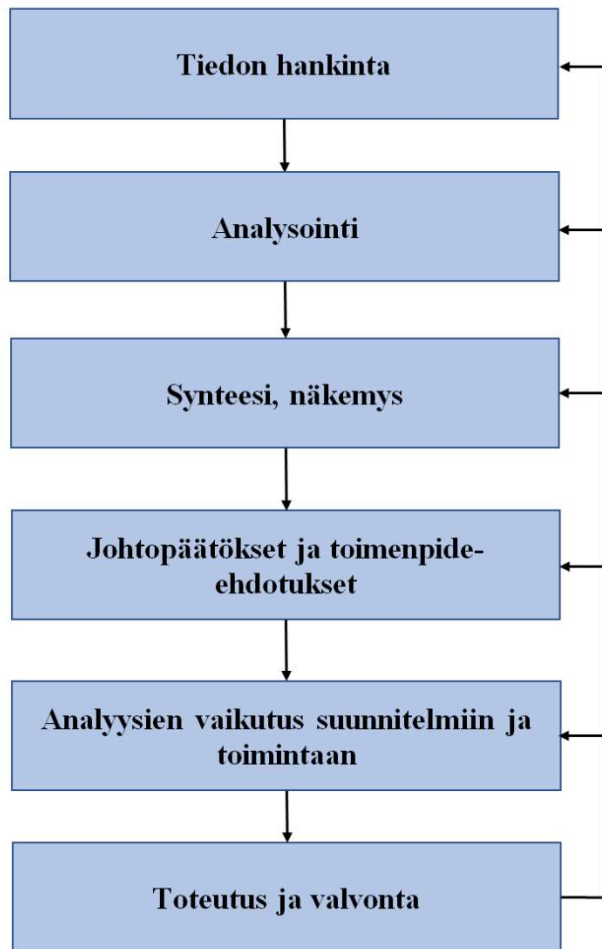 Tiedon hankinta
Analysointi
Synteesi, näkemys
Johtopäätökset ja toimenpide-
ehdotukset
Analyysien vaikutus suunnitelmiin ja
toimintaan
Toteutus ja valvonta